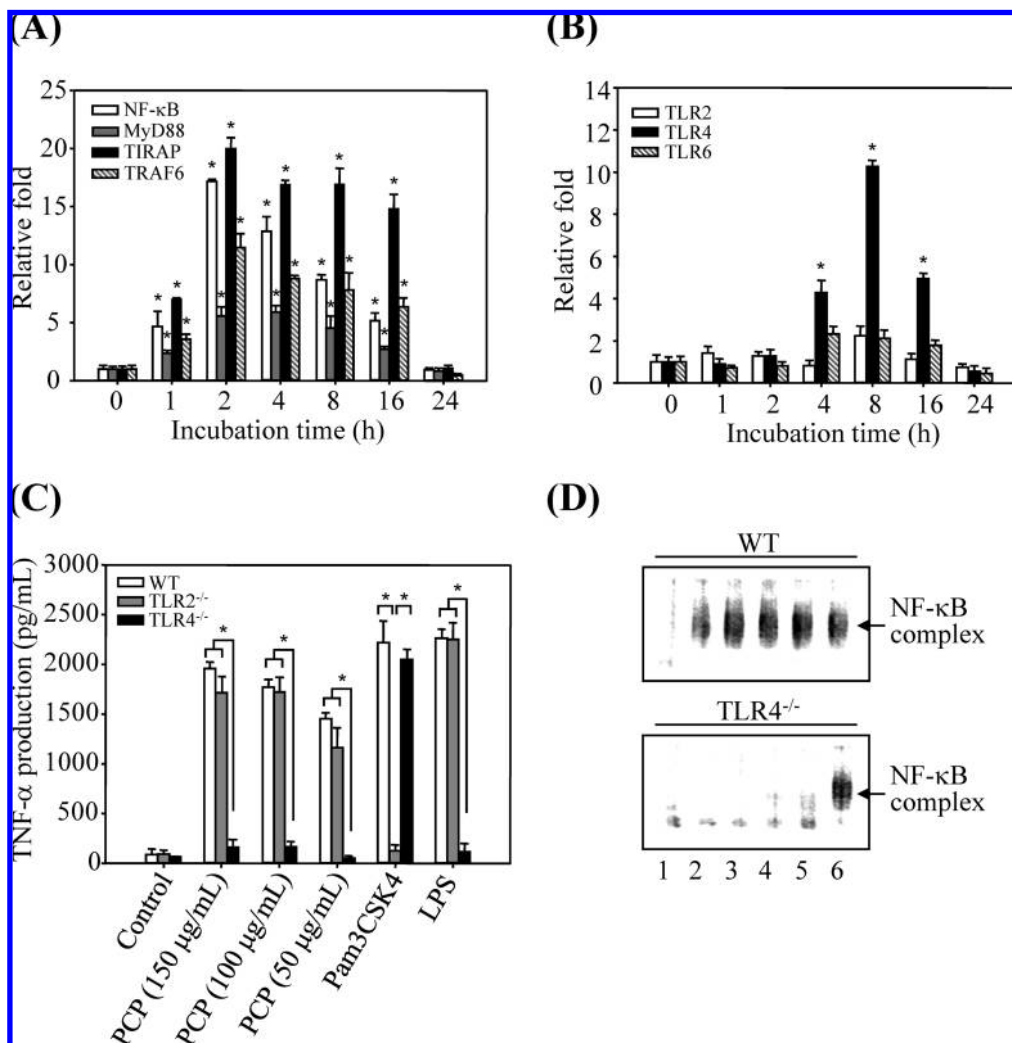 (A)
25
20
15
10
5
0
Relative fold
NF-κB
MyD88
TIRAP
TRAF6
* * * * * * * * * * * * * * * * * * * *
0 1 2 4 8 16 24
Incubation time (h)
(B)
14
12
10
8
6
4
2
0
Relative fold
TLR2
TLR4
TLR6
* * *
0 1 2 4 8 16 24
Incubation time (h)
(C)
3000
2500
2000
1500
1000
500
0
TNF-α production (pg/mL)
WT
TLR2-/-
TLR4-/-
* * * * * *
Control
PCP (150 µg/mL)
PCP (100 µg/mL)
PCP (50 µg/mL)
Pam3CSK4
LPS
(D)
WT
NF-κB
complex
TLR4-/-
NF-κB
complex
1 2 3 4 5 6